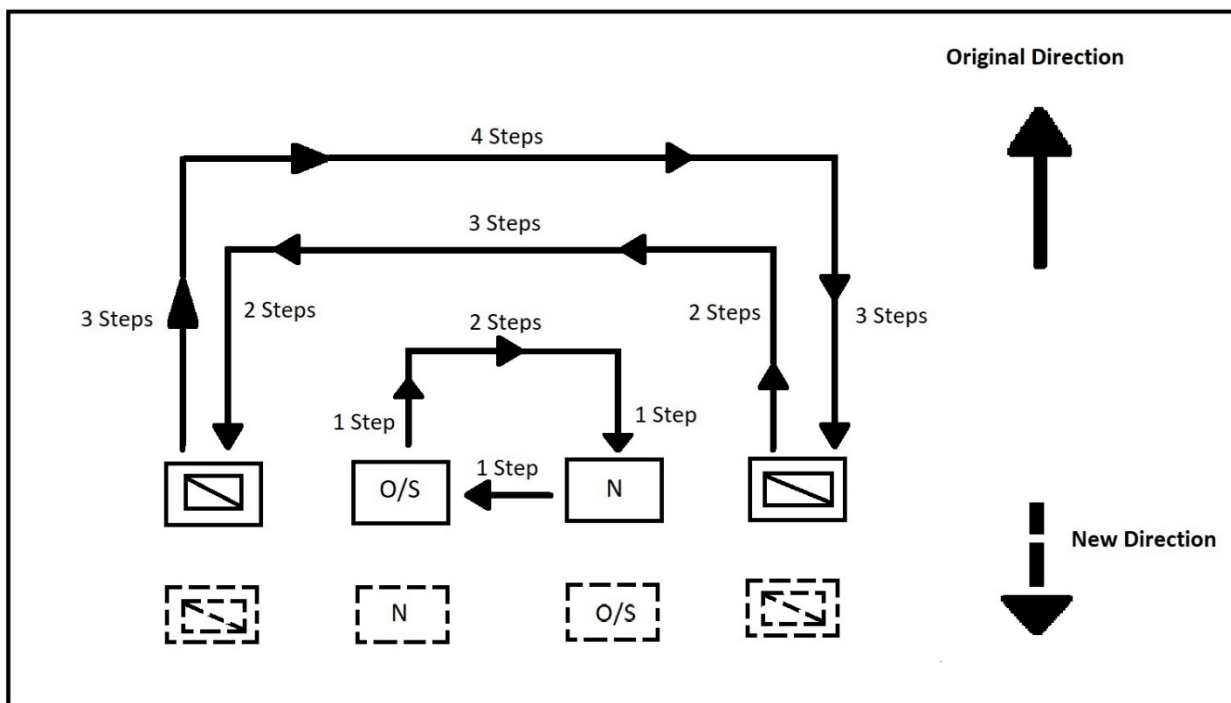 Original Direction
4 Steps
3 Steps
3 Steps
2 Steps
2 Steps
3 Steps
2 Steps
1 Step
1 Step
1 Step
O/S
N
New Direction
N
O/S